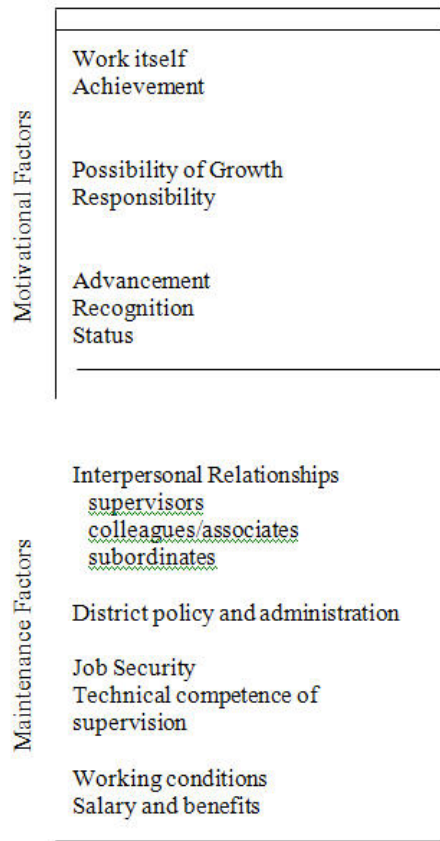 Motivational Factors
Work itself
Achievement
Possibility of Growth
Responsibility
Advancement
Recognition
Status
Maintenance Factors
Interpersonal Relationships
supervisors
colleagues/associates
subordinates
District policy and administration
Job Security
Technical competence of
supervision
Working conditions
Salary and benefits